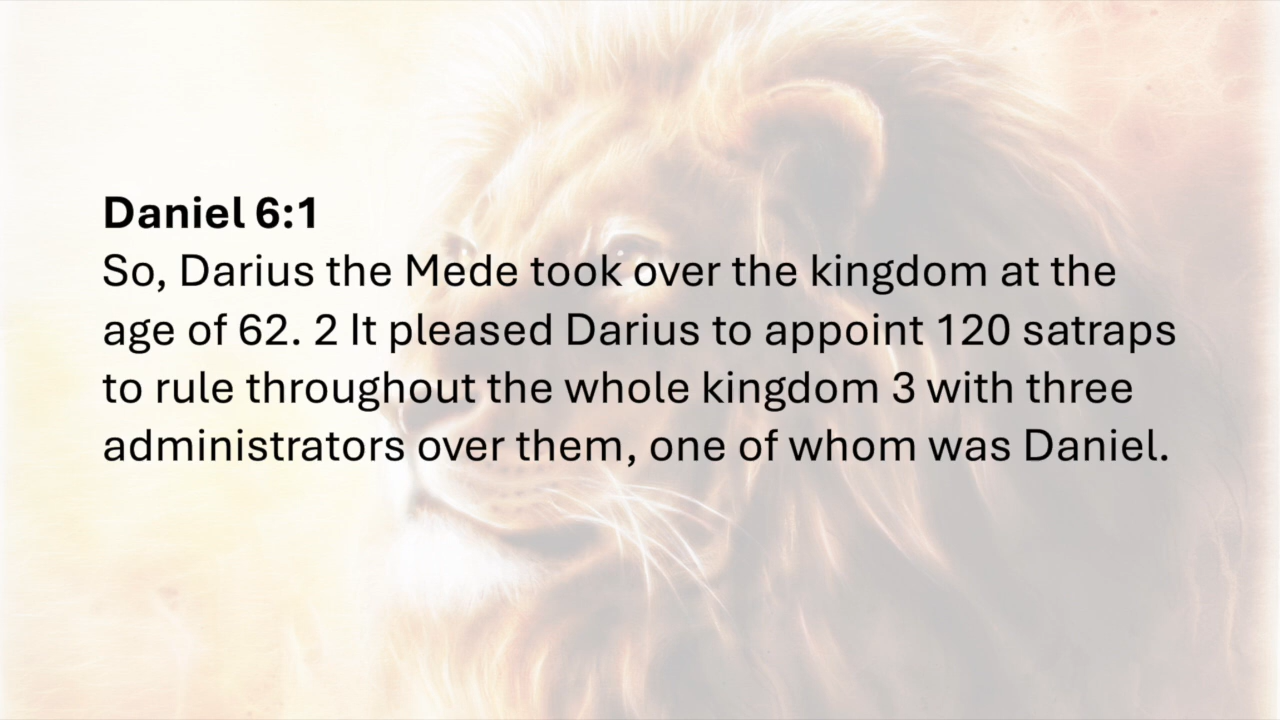 Daniel 6:1
So, Darius the Mede took over the kingdom at the
age of 62. 2 It pleased Darius to appoint 120 satraps
to rule throughout the whole kingdom 3 with three
administrators over them, one of whom was Daniel.